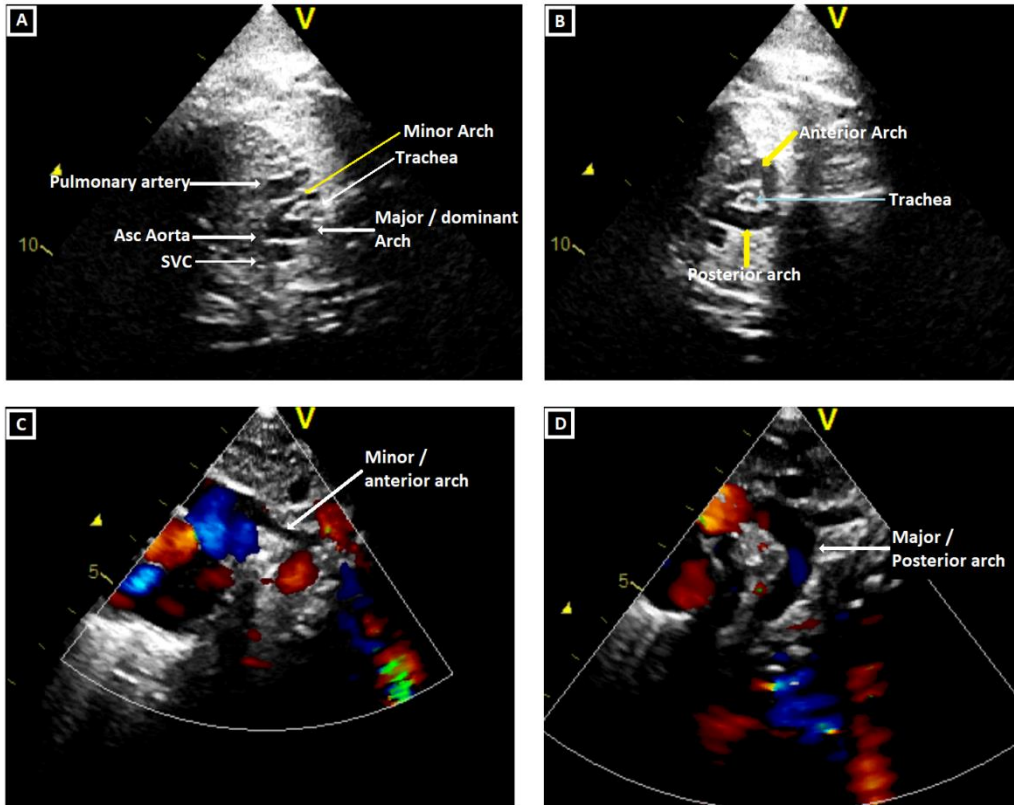 A
V
Minor Arch
Trachea
Pulmonary artery
Major / dominant
Arch
Asc Aorta
SVC
10
B
V
Anterior Arch
Trachea
10
Posterior arch
C
V
Minor /
anterior arch
5
D
V
Major /
Posterior arch
5